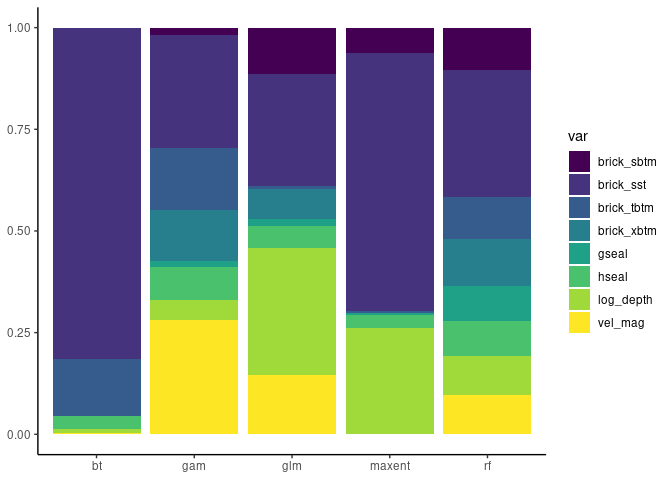 1.00
0.75
0.50
0.25
0.00
bt gam glm maxent rf
var
brick_sbtm
brick_sst
brick_tbtm
brick_xbtm
gseal
hseal
log_depth
vel_mag